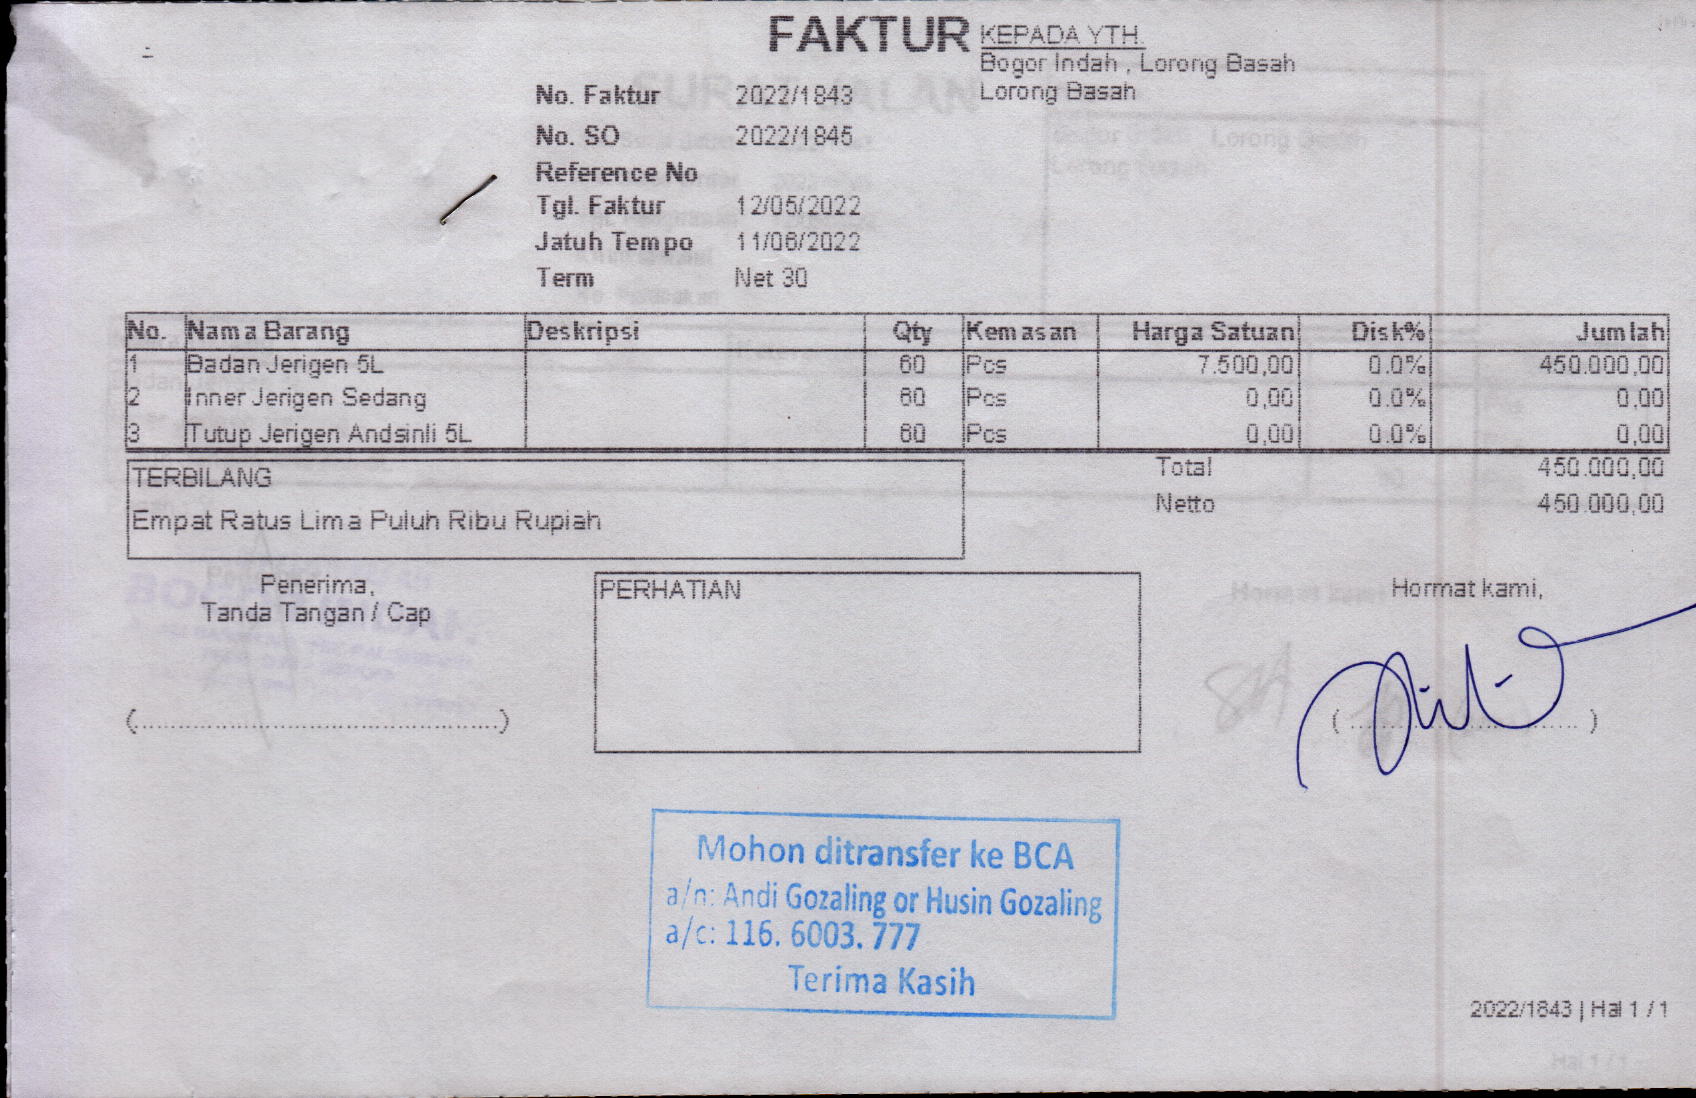 FAKTUR
KEPADA YTH.
Bogor Indah , Lorong Basah
Lorong Basah
No. Faktur 2022/1843
No. SO 2022/1845
Reference No
Tgl. Faktur 12/05/2022
Jatuh Tempo 11/06/2022
Term Net 30
No. Nama Barang Deskripsi Qty Kemasan Harga Satuan Disk% Jumlah
1 Badan Jerigen 5L 60 Pcs 7.500,00 0.0% 450.000,00
2 Inner Jerigen Sedang 60 Pcs 0,00 0.0% 0,00
3 Tutup Jerigen Andsinli 5L 60 Pcs 0,00 0.0% 0,00
Total 450.000,00
Netto 450.000,00
TERBILANG
Empat Ratus Lima Puluh Ribu Rupiah
Penerima,
Tanda Tangan / Cap
(........................................)
PERHATIAN
Hormat kami,
(........................................)
Mohon ditransfer ke BCA
a/n: Andi Gozaling or Husin Gozaling
a/c: 116. 6003. 777
Terima Kasih
2022/1843 | Hal 1 / 1